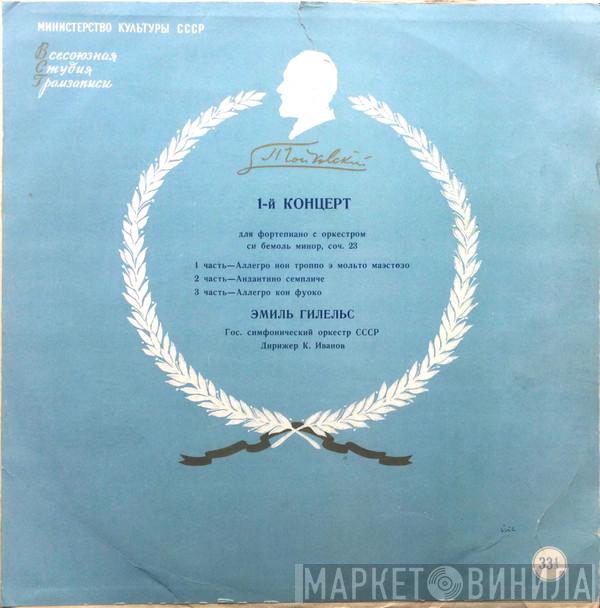 МИНИСТЕРСТВО КУЛЬТУРЫ СССР
Всесоюзная
Студия
Грамзаписи
П Чайковский
1-й КОНЦЕРТ
для фортепиано с оркестром
си бемоль минор, соч. 23
1 часть—Аллегро нон троппо э мольто маэстозо
2 часть—Андантино семпличе
3 часть—Аллегро кон фуоко
ЭМИЛЬ ГИЛЕЛЬС
Гос. симфонический оркестр СССР
Дирижер К. Иванов
33⅓
МАРКЕТ ВИНИЛА